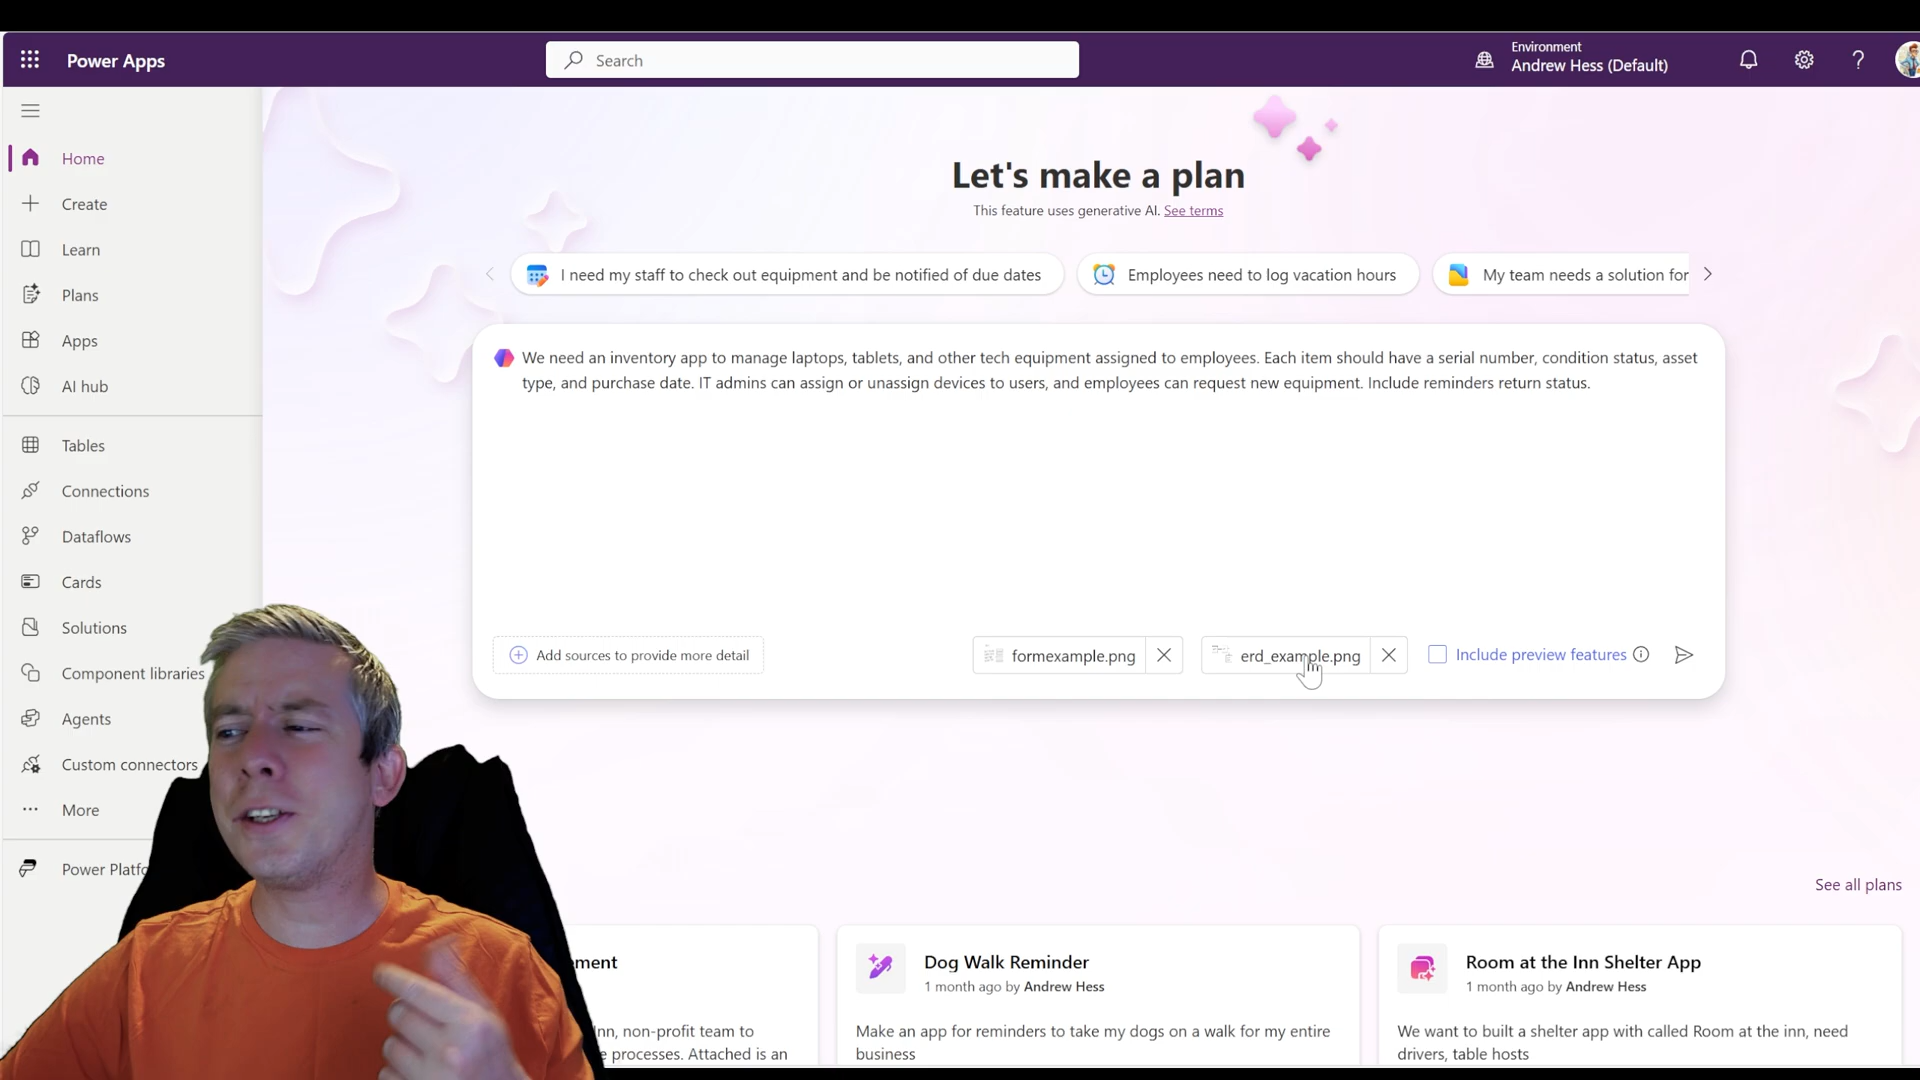 Power Apps
Search
Environment
Andrew Hess (Default)
Home
Create
Learn
Plans
Apps
AI hub
Tables
Connections
Dataflows
Cards
Solutions
Component libraries
Agents
Custom connectors
More
Power Platfo
Let's make a plan
This feature uses generative AI. See terms
I need my staff to check out equipment and be notified of due dates
Employees need to log vacation hours
My team needs a solution for
We need an inventory app to manage laptops, tablets, and other tech equipment assigned to employees. Each item should have a serial number, condition status, asset
type, and purchase date. IT admins can assign or unassign devices to users, and employees can request new equipment. Include reminders return status.
Add sources to provide more detail
formexample.png
erd_example.png
Include preview features
See all plans
ment
Inn, non-profit team to
e processes. Attached is an
Dog Walk Reminder
1 month ago by Andrew Hess
Make an app for reminders to take my dogs on a walk for my entire
business
Room at the Inn Shelter App
1 month ago by Andrew Hess
We want to built a shelter app with called Room at the inn, need
drivers, table hosts